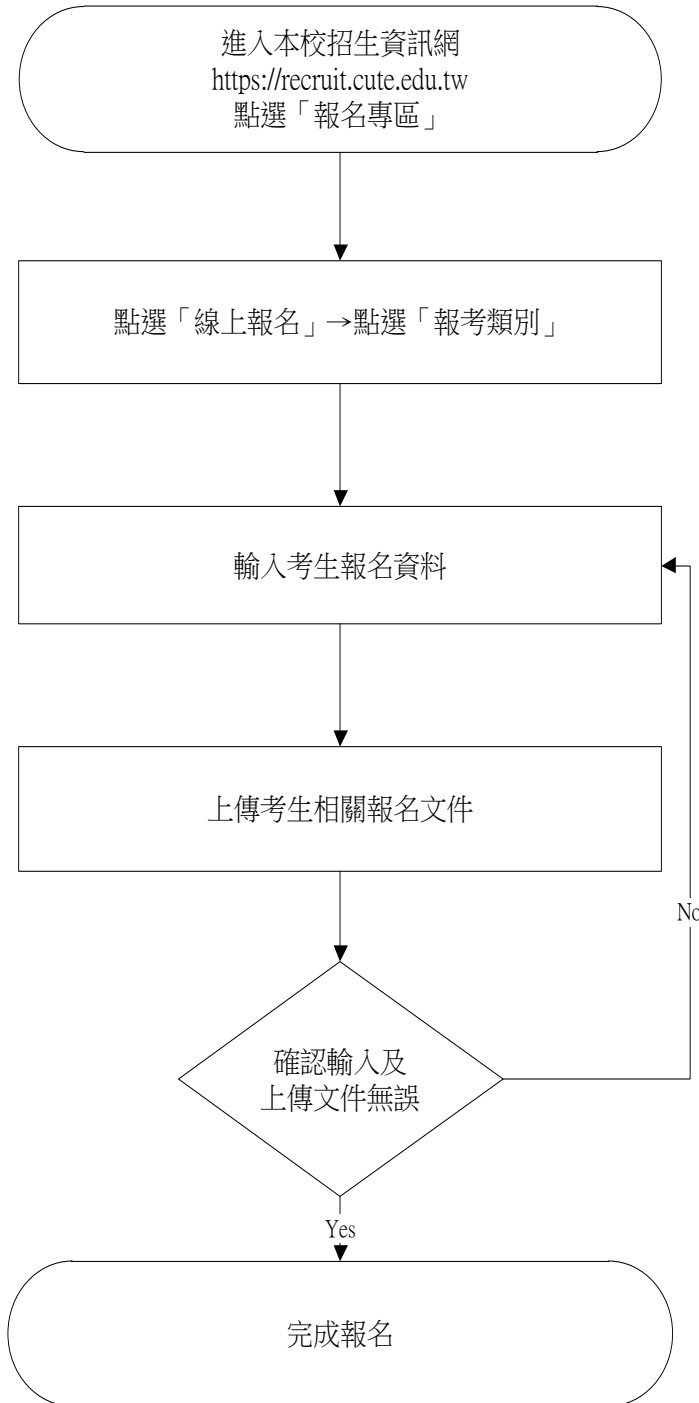 進入本校招生資訊網
https://recruit.cute.edu.tw
點選「報名專區」
點選「線上報名」→點選「報考類別」
輸入考生報名資料
上傳考生相關報名文件
No
確認輸入及
上傳文件無誤
Yes
完成報名